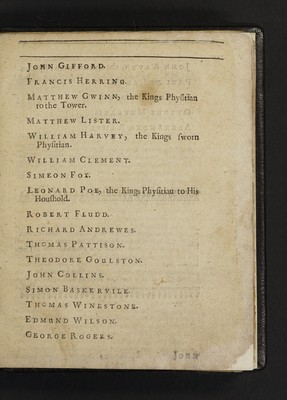 JOHN GIFFORD.
FRANCIS HERRING.
MATTHEW GWINN, the Kings Phyſitian
to the Tower.
MATTHEW LISTER.
WILLIAM HARVEY, the Kings ſworn
Phyſitian.
WILLIAM CLEMENT.
SIMEON FOX.
LEONARD POE, the Kings Phyſitian to His
Houſhold.
ROBERT FLUDD.
RICHARD ANDREWES.
THOMAS PATTISON.
THEODORE GOULSTON.
JOHN COLLINS.
SIMON BASKERVILE.
THOMAS WINESTONE.
EDMUND WILSON.
GEORGE ROGERS.
JOHN